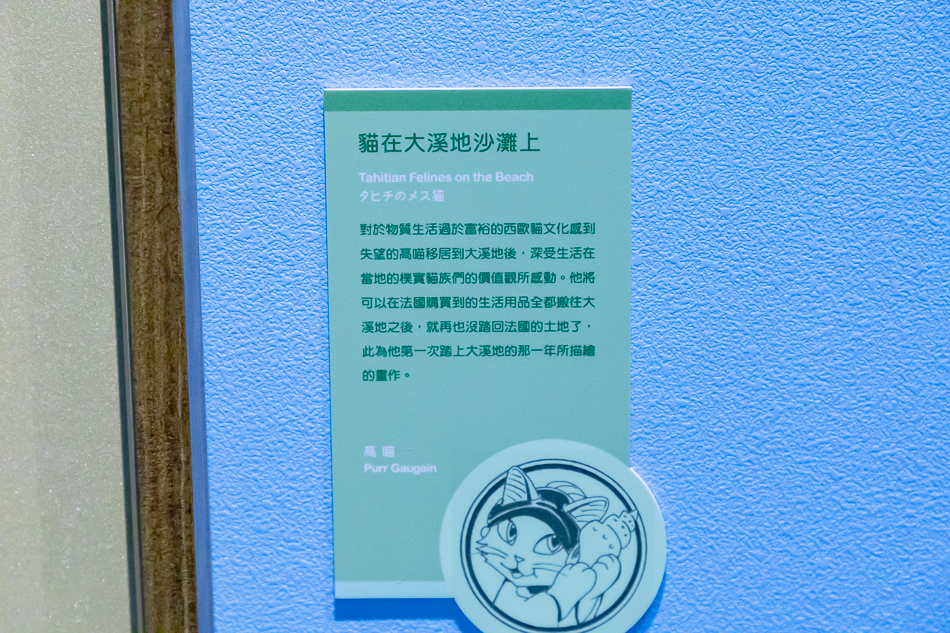 貓在大溪地沙灘上
Tahitian Felines on the Beach
タヒチのメス猫
對於物質生活過於富裕的西歐貓文化感到
失望的高喵移居到大溪地後，深受生活在
當地的樸實貓族們的價值觀所感動。他將
可以在法國購買到的生活用品全都搬往大
溪地之後，就再也沒踏回法國的土地了，
此為他第一次踏上大溪地的那一年所描繪
的畫作。
高 喵
Purr Gaugain